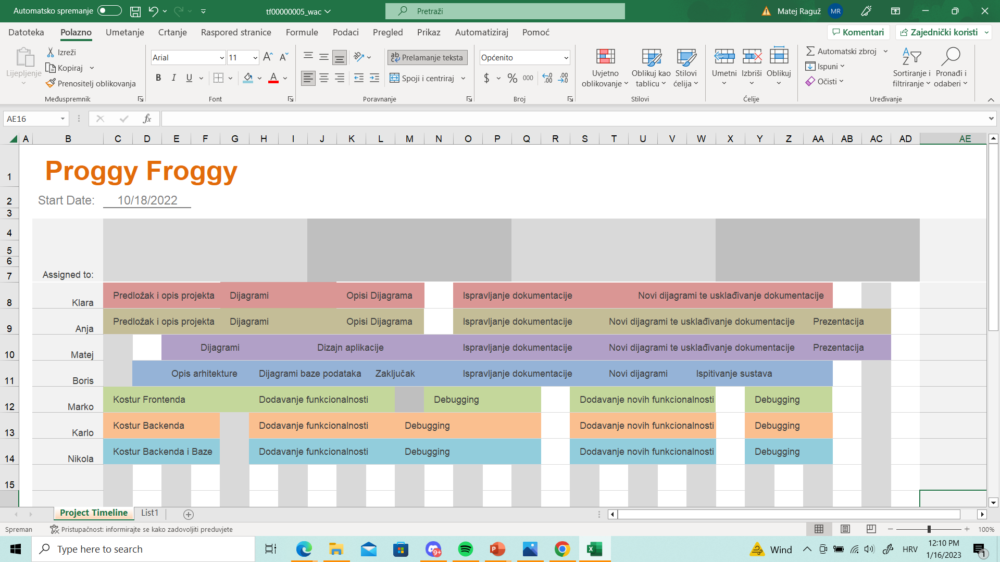 Automatsko spremanje tf00000005_wac Pretraži Matej Raguž MR
Datoteka Polazno Umetanje Crtanje Raspored stranice Formule Podaci Pregled Prikaz Automatiziraj Pomoć Komentari Zajednički koristi
Lijepljenje Izreži Kopiraj Prenositelj oblikovanja Međuspremnik
Arial 11 B I U A Font
Prelamanje teksta Spoji i centriraj Poravnanje
Općenito $ % 000 Broj
Uvjetno oblikovanje Oblikuj kao tablicu Stilovi ćelija Stilovi
Umetni Izbriši Oblikuj Ćelije
Automatski zbroj Ispuni Očisti Sortiranje i filtriranje Pronađi i odaberi Uređivanje
AE16 fx
A B C D E F G H I J K L M N O P Q R S T U V W X Y Z AA AB AC AD AE
1 Proggy Froggy
2 Start Date: 10/18/2022
3
4
5
6
7 Assigned to:
8 Klara Predložak i opis projekta Dijagrami Opisi Dijagrama Ispravljanje dokumentacije Novi dijagrami te usklađivanje dokumentacije
9 Anja Predložak i opis projekta Dijagrami Opisi Dijagrama Ispravljanje dokumentacije Novi dijagrami te usklađivanje dokumentacije Prezentacija
10 Matej Dijagrami Dizajn aplikacije Ispravljanje dokumentacije Novi dijagrami te usklađivanje dokumentacije Prezentacija
11 Boris Opis arhitekture Dijagrami baze podataka Zaključak Ispravljanje dokumentacije Novi dijagrami Ispitivanje sustava
12 Marko Kostur Frontenda Dodavanje funkcionalnosti Debugging Dodavanje novih funkcionalnosti Debugging
13 Karlo Kostur Backenda Dodavanje funkcionalnosti Debugging Dodavanje novih funkcionalnosti Debugging
14 Nikola Kostur Backenda i Baze Dodavanje funkcionalnosti Debugging Dodavanje novih funkcionalnosti Debugging
15
Project Timeline List1
Spreman Pristupačnost: informirajte se kako zadovoljiti preduvjete 100%
Type here to search 9+ Wind HRV 12:10 PM
1/16/2023 1